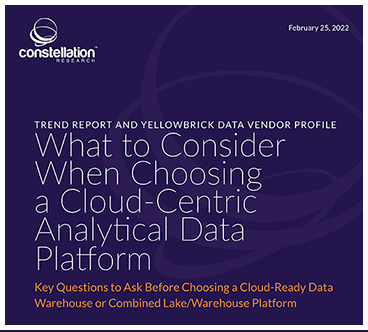 February 25, 2022
constellation
RESEARCH
TREND REPORT AND YELLOWBRICK DATA VENDOR PROFILE
What to Consider
When Choosing
a Cloud-Centric
Analytical Data
Platform
Key Questions to Ask Before Choosing a Cloud-Ready Data
Warehouse or Combined Lake/Warehouse Platform